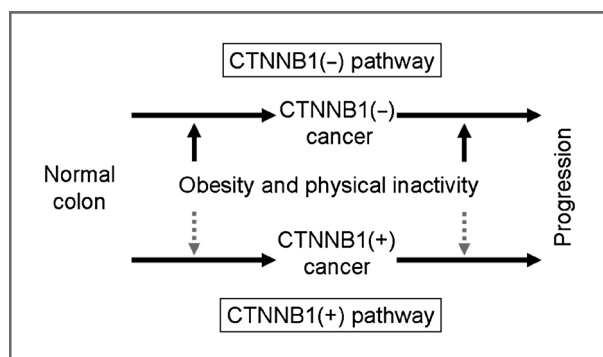 CTNNB1(−) pathway
CTNNB1(−)
cancer
Normal
colon
Obesity and physical inactivity
Progression
CTNNB1(+)
cancer
CTNNB1(+) pathway